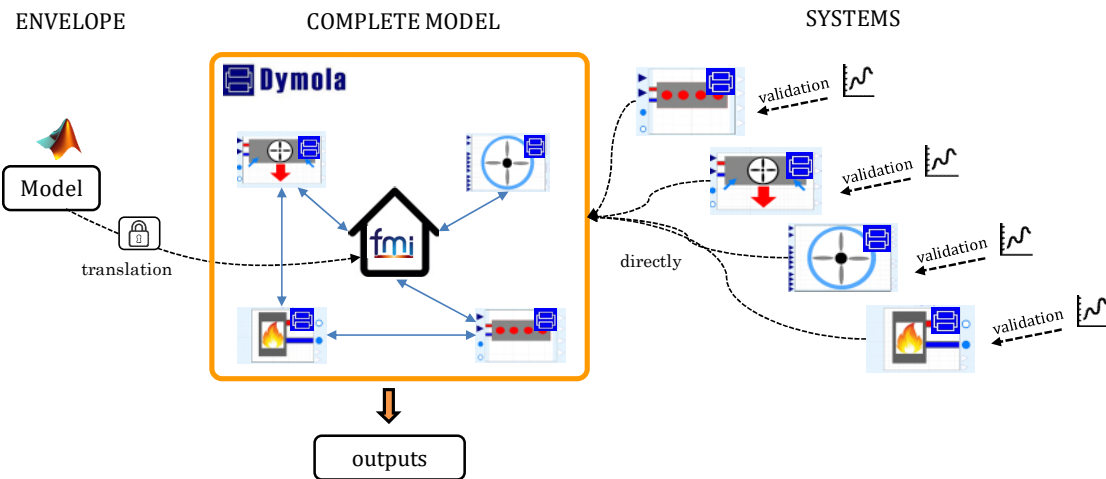 ENVELOPE
COMPLETE MODEL
SYSTEMS
Dymola
Model
translation
fmi
directly
validation
validation
validation
validation
outputs